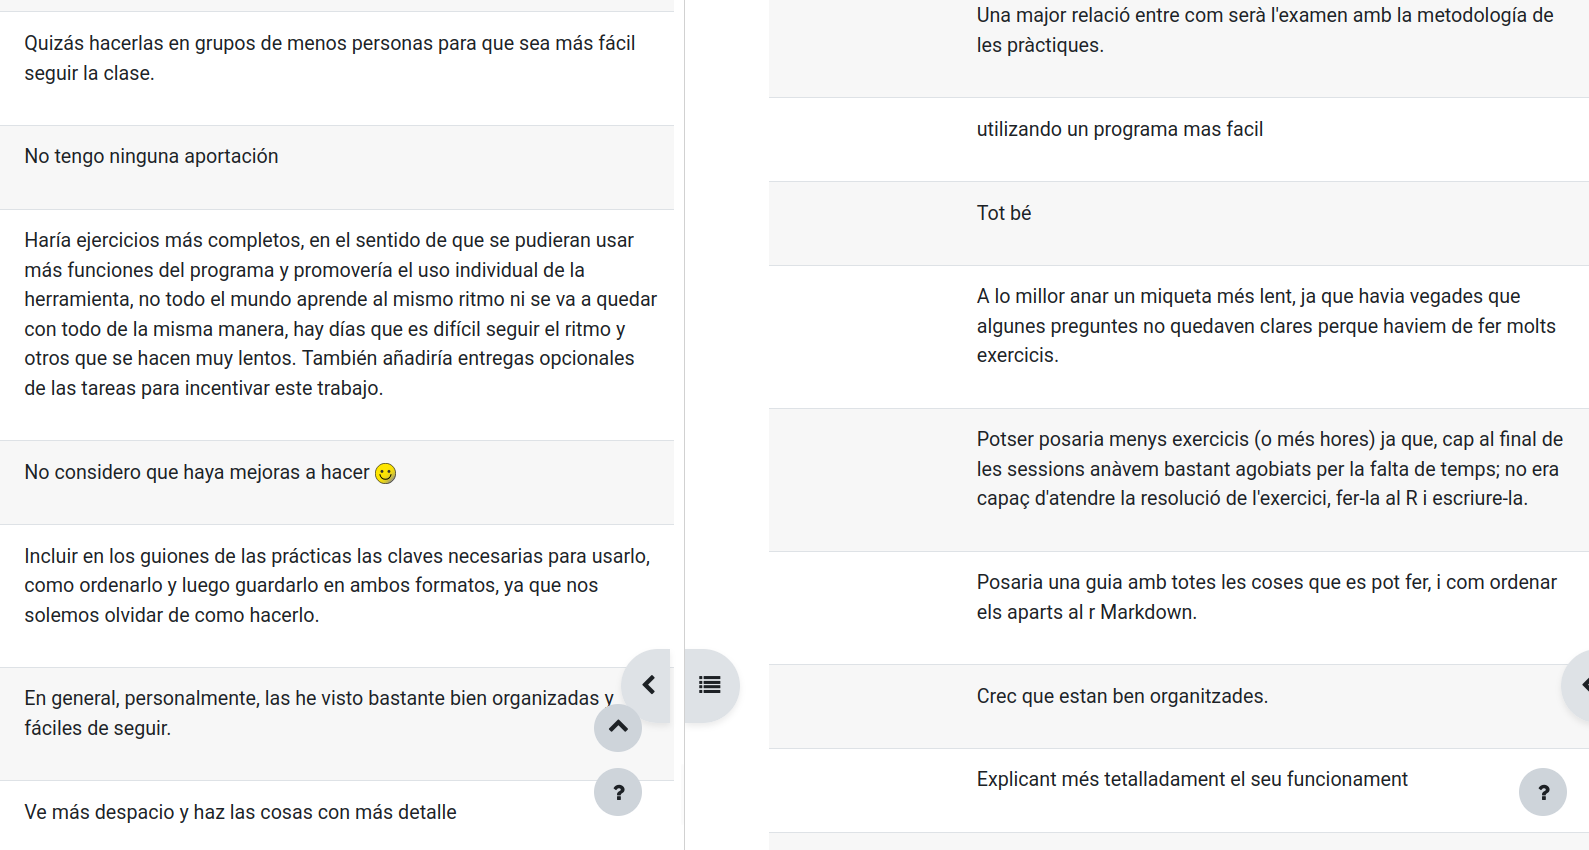 Quizás hacerlas en grupos de menos personas para que sea más fácil
seguir la clase.
No tengo ninguna aportación
Haría ejercicios más completos, en el sentido de que se pudieran usar
más funciones del programa y promovería el uso individual de la
herramienta, no todo el mundo aprende al mismo ritmo ni se va a quedar
con todo de la misma manera, hay días que es difícil seguir el ritmo y
otros que se hacen muy lentos. También añadiría entregas opcionales
de las tareas para incentivar este trabajo.
No considero que haya mejoras a hacer
Incluir en los guiones de las prácticas las claves necesarias para usarlo,
como ordenarlo y luego guardarlo en ambos formatos, ya que nos
solemos olvidar de como hacerlo.
En general, personalmente, las he visto bastante bien organizadas y
fáciles de seguir.
?
Ve más despacio y haz las cosas con más detalle
Una major relació entre com serà l'examen amb la metodología de
les pràctiques.
utilizando un programa mas facil
Tot bé
A lo millor anar un miqueta més lent, ja que havia vegades que
algunes preguntes no quedaven clares perque haviem de fer molts
exercicis.
Potser posaria menys exercicis (o més hores) ja que, cap al final de
les sessions anàvem bastant agobiats per la falta de temps; no era
capaç d'atendre la resolució de l'exercici, fer-la al R i escriure-la.
Posaria una guia amb totes les coses que es pot fer, i com ordenar
els aparts al r Markdown.
Crec que estan ben organitzades.
Explicant més tetalladament el seu funcionament
?